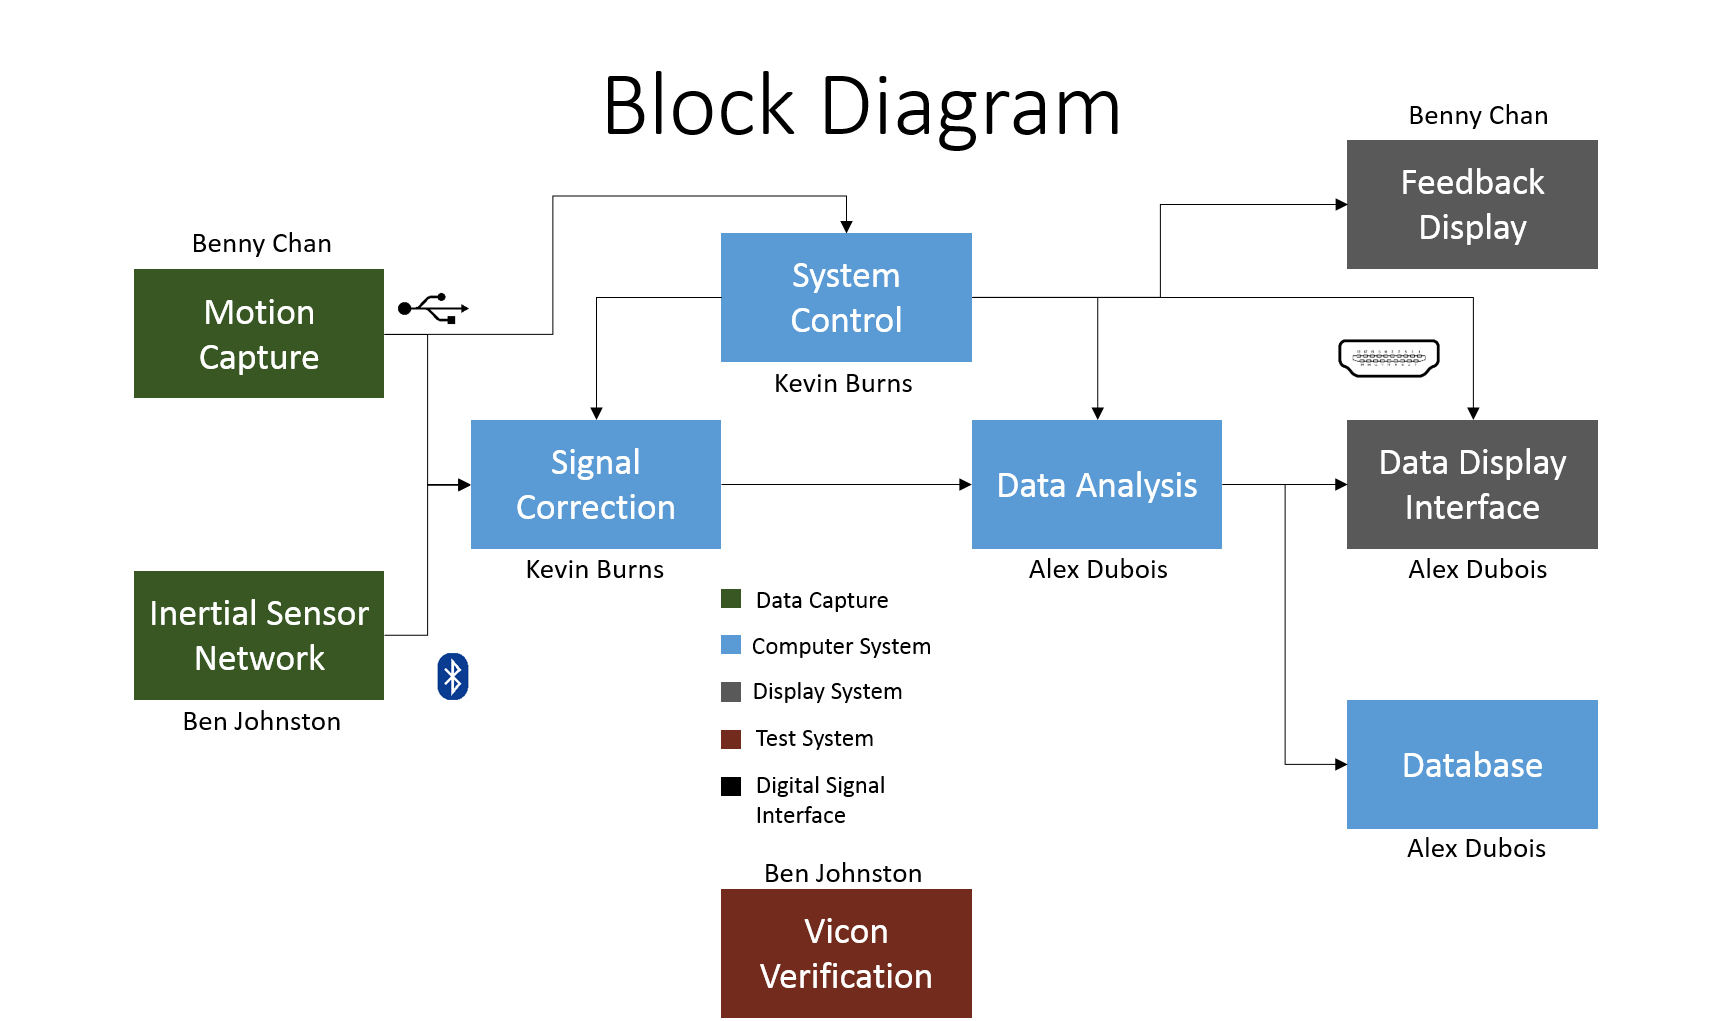 Block Diagram
Benny Chan
Feedback
Display
Benny Chan
Motion
Capture
System
Control
Kevin Burns
Signal
Correction
Kevin Burns
Data Analysis
Alex Dubois
Data Display
Interface
Alex Dubois
Inertial Sensor
Network
Ben Johnston
Data Capture
Computer System
Display System
Test System
Digital Signal
Interface
Database
Alex Dubois
Ben Johnston
Vicon
Verification